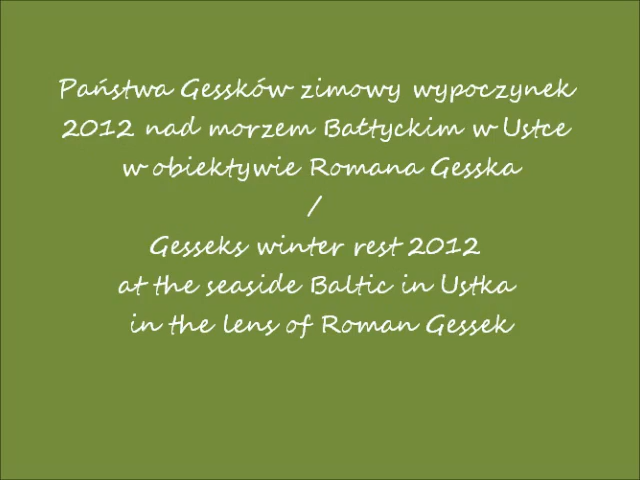 Państwa Gessków zimowy wypoczynek
2012 nad morzem Bałtyckim w Ustce
w obiektywie Romana Gesska
/
Gesseks winter rest 2012
at the seaside Baltic in Ustka
in the lens of Roman Gessek